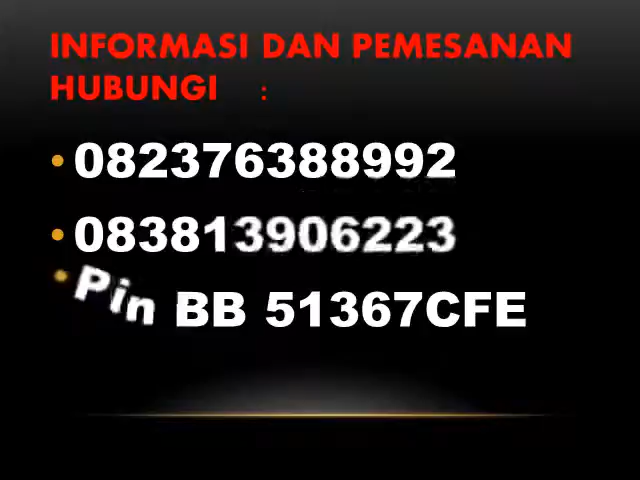 INFORMASI DAN PEMESANAN
HUBUNGI :
• 082376388992
• 083813906223
• Pin BB 51367CFE